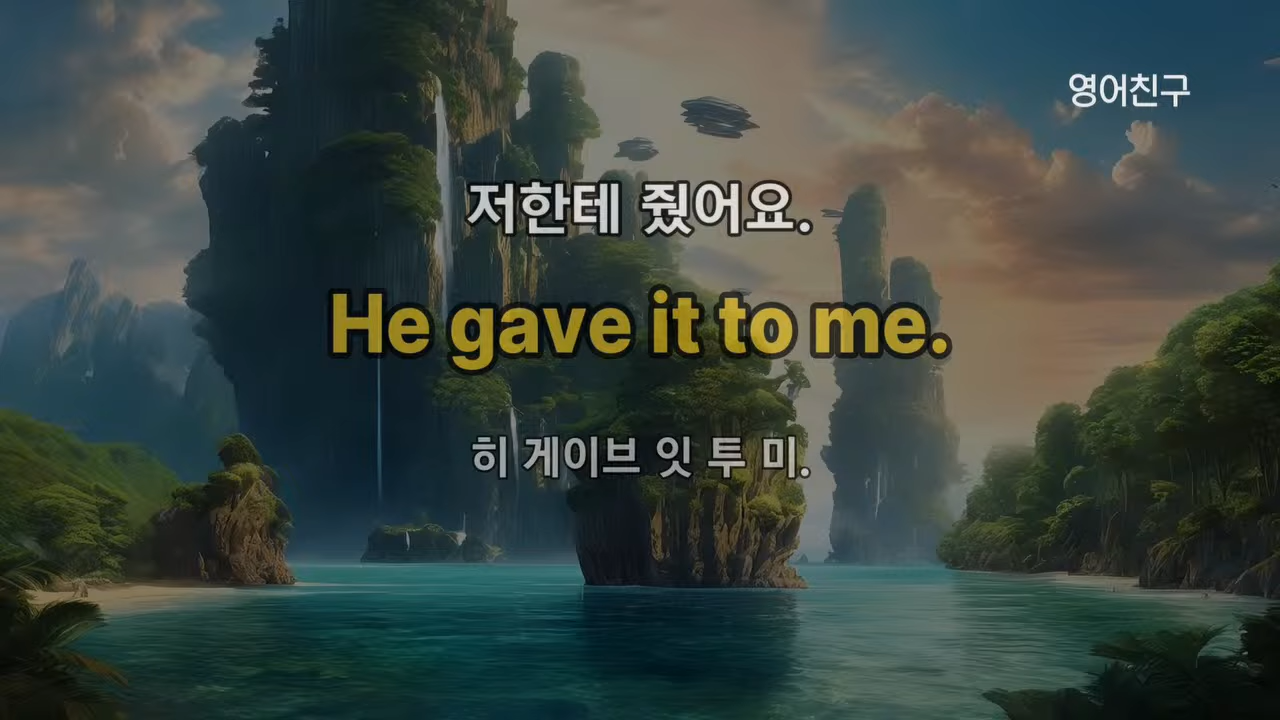 영어친구
저한테 줬어요.
He gave it to me.
히 게이브 잇 투 미.